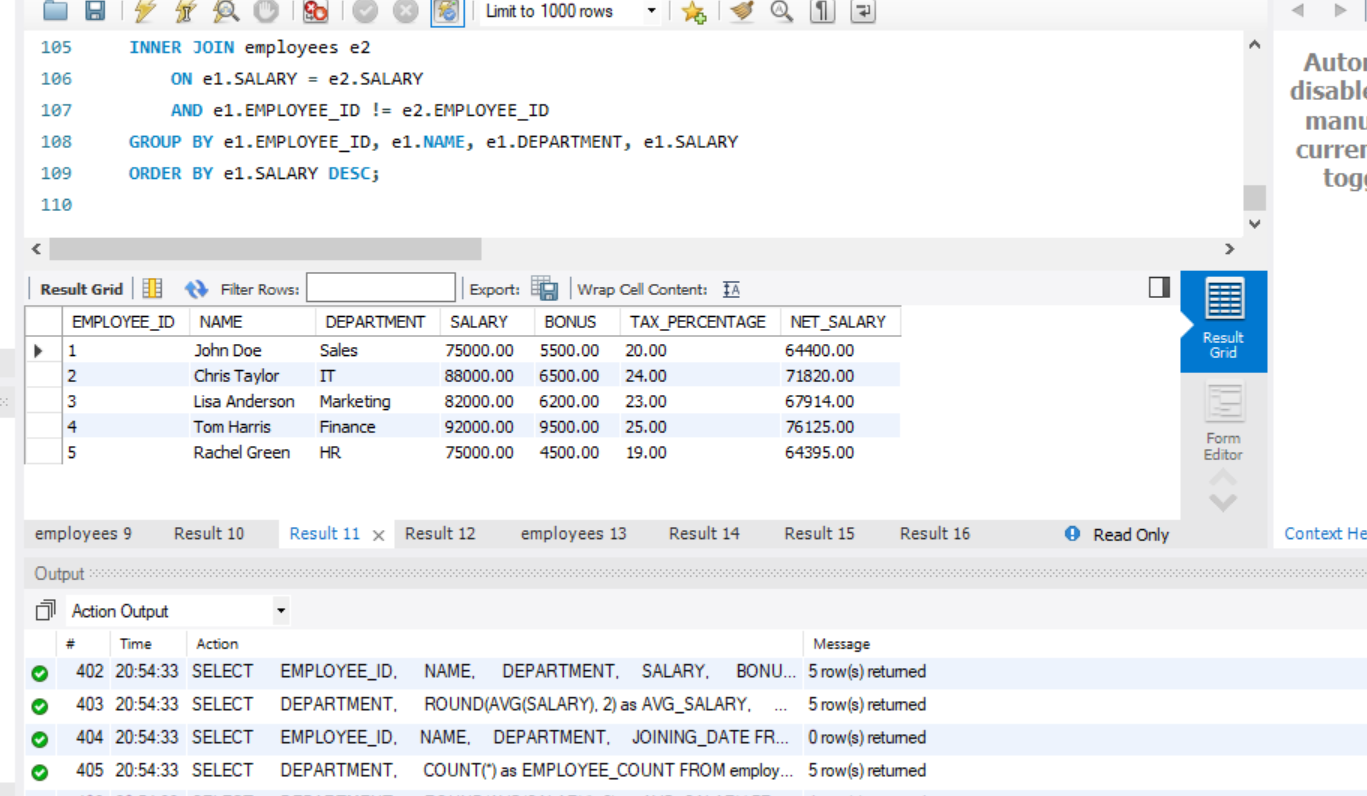 Limit to 1000 rows
105 INNER JOIN employees e2
106 ON e1.SALARY = e2.SALARY
107 AND e1.EMPLOYEE_ID != e2.EMPLOYEE_ID
108 GROUP BY e1.EMPLOYEE_ID, e1.NAME, e1.DEPARTMENT, e1.SALARY
109 ORDER BY e1.SALARY DESC;
110
Result Grid Filter Rows: Export: Wrap Cell Content:
EMPLOYEE_ID NAME DEPARTMENT SALARY BONUS TAX_PERCENTAGE NET_SALARY
1 John Doe Sales 75000.00 5500.00 20.00 64400.00
2 Chris Taylor IT 88000.00 6500.00 24.00 71820.00
3 Lisa Anderson Marketing 82000.00 6200.00 23.00 67914.00
4 Tom Harris Finance 92000.00 9500.00 25.00 76125.00
5 Rachel Green HR 75000.00 4500.00 19.00 64395.00
Result
Grid
Form
Editor
employees 9 Result 10 Result 11 Result 12 employees 13 Result 14 Result 15 Result 16 Read Only
Context He
Output
Action Output
# Time Action Message
402 20:54:33 SELECT EMPLOYEE_ID, NAME, DEPARTMENT, SALARY, BONU... 5 row(s) returned
403 20:54:33 SELECT DEPARTMENT, ROUND(AVG(SALARY), 2) as AVG_SALARY, ... 5 row(s) returned
404 20:54:33 SELECT EMPLOYEE_ID, NAME, DEPARTMENT, JOINING_DATE FR... 0 row(s) returned
405 20:54:33 SELECT DEPARTMENT, COUNT(*) as EMPLOYEE_COUNT FROM employ... 5 row(s) returned